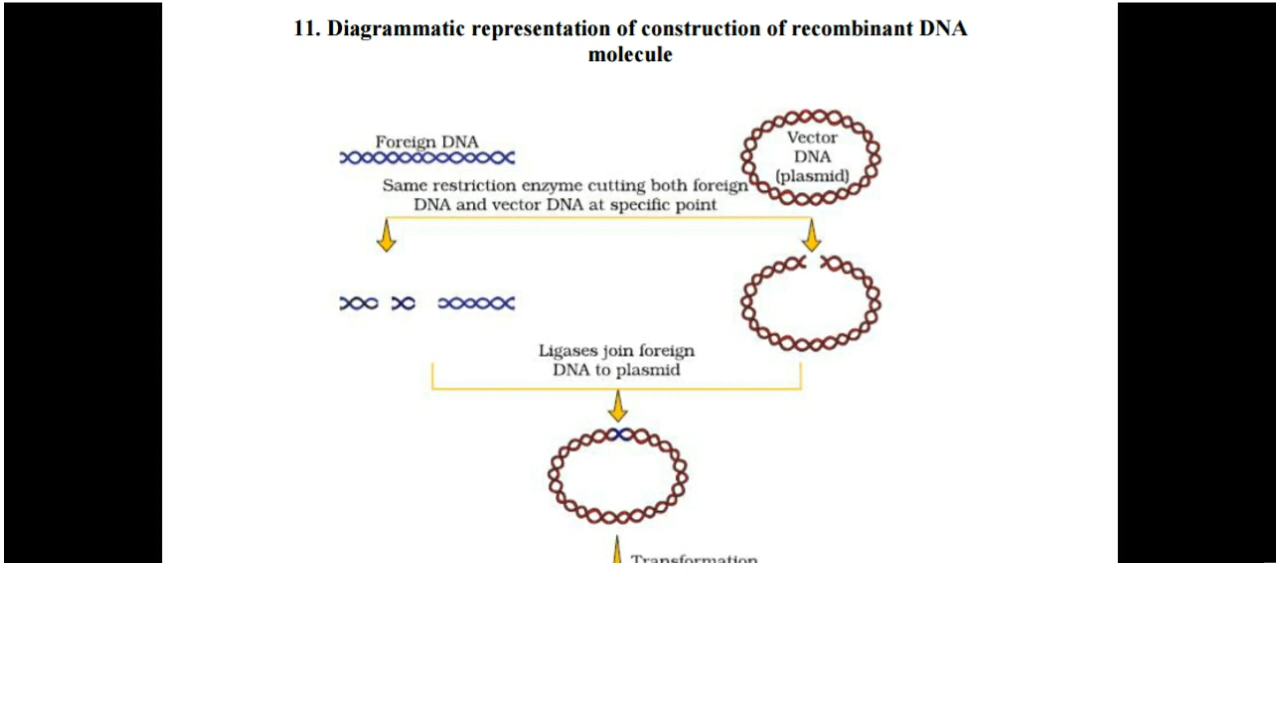 11. Diagrammatic representation of construction of recombinant DNA
molecule
Foreign DNA
Vector
DNA
(plasmid)
Same restriction enzyme cutting both foreign
DNA and vector DNA at specific point
Ligases join foreign
DNA to plasmid
Transformation